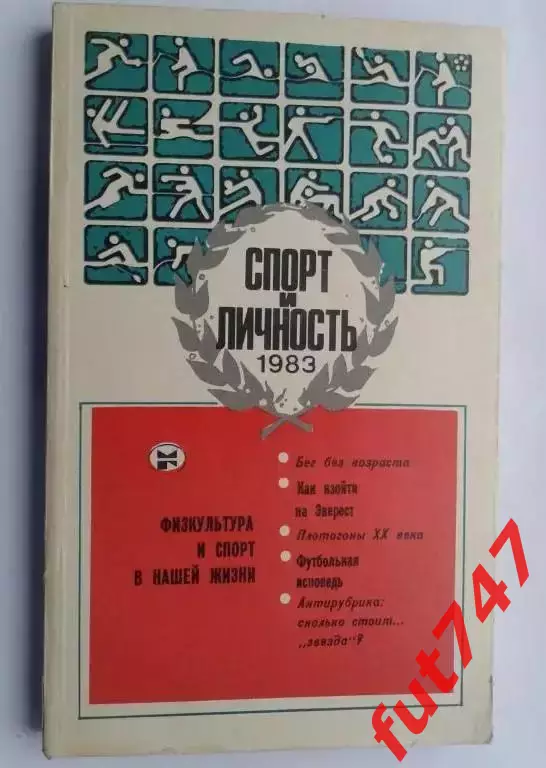 СПОРТ
и
ЛИЧНОСТЬ
1983
ФИЗКУЛЬТУРА
И СПОРТ
В НАШЕЙ ЖИЗНИ
• Бег без возраста
• Как взойти
на Эверест
• Плотогоны XX века
• Футбольная
исповедь
• Антирубрика:
сколько стоит...
„звезда"?
fut747